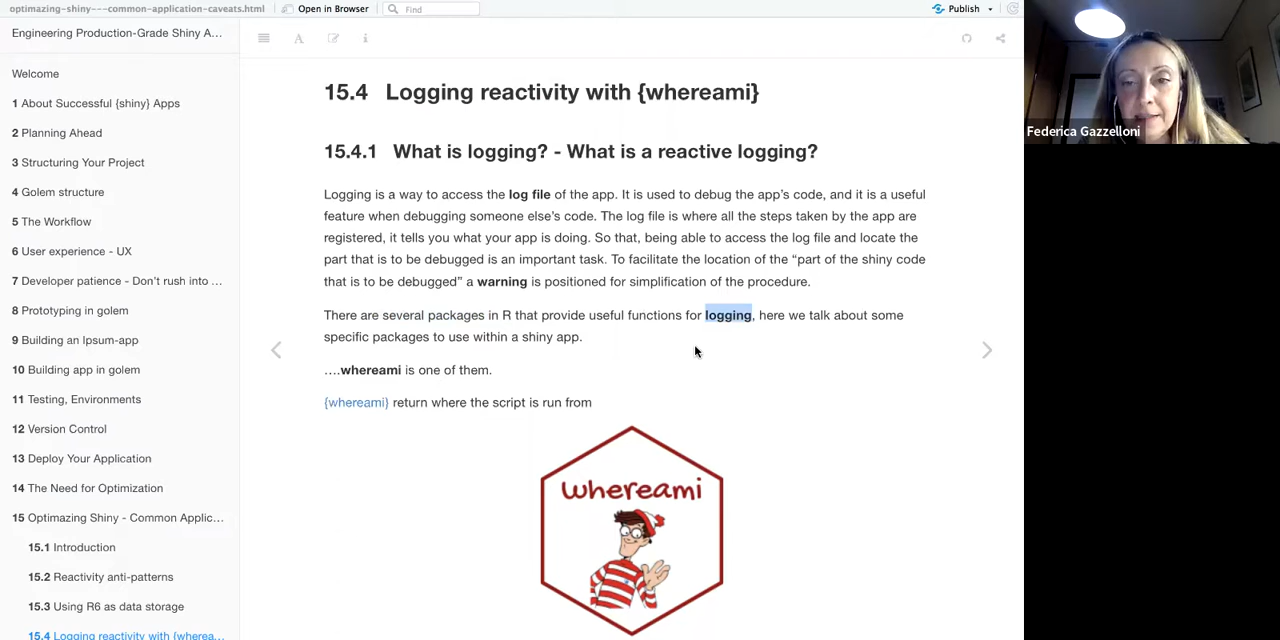 optimazing-shiny---common-application-caveats.html
Open in Browser
Find
Publish
Engineering Production-Grade Shiny A...
Welcome
1 About Successful {shiny} Apps
2 Planning Ahead
3 Structuring Your Project
4 Golem structure
5 The Workflow
6 User experience - UX
7 Developer patience - Don't rush into ...
8 Prototyping in golem
9 Building an Ipsum-app
10 Building app in golem
11 Testing, Environments
12 Version Control
13 Deploy Your Application
14 The Need for Optimization
15 Optimazing Shiny - Common Applic...
15.1 Introduction
15.2 Reactivity anti-patterns
15.3 Using R6 as data storage
15.4 Logging reactivity with {wherea...
15.4 Logging reactivity with {whereami}
15.4.1 What is logging? - What is a reactive logging?
Logging is a way to access the log file of the app. It is used to debug the app's code, and it is a useful
feature when debugging someone else's code. The log file is where all the steps taken by the app are
registered, it tells you what your app is doing. So that, being able to access the log file and locate the
part that is to be debugged is an important task. To facilitate the location of the "part of the shiny code
that is to be debugged" a warning is positioned for simplification of the procedure.
There are several packages in R that provide useful functions for logging, here we talk about some
specific packages to use within a shiny app.
....whereami is one of them.
{whereami} return where the script is run from
whereami
Federica Gazzelloni